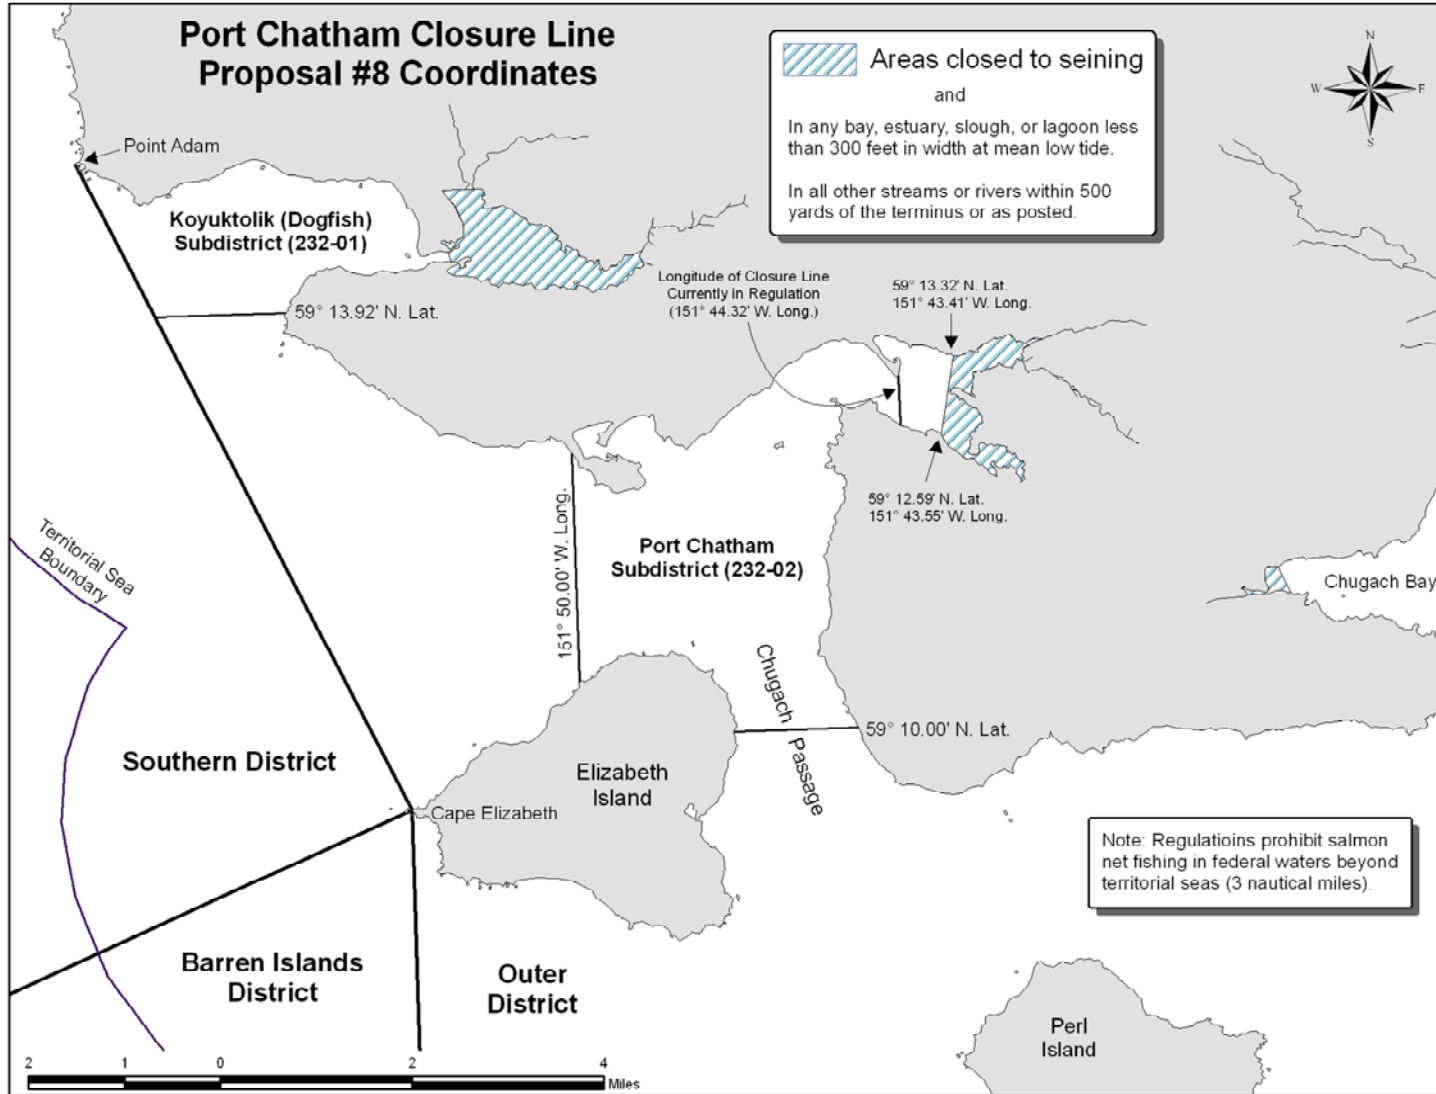 Port Chatham Closure Line
Proposal #8 Coordinates
Areas closed to seining
and
In any bay, estuary, slough, or lagoon less
than 300 feet in width at mean low tide.
In all other streams or rivers within 500
yards of the terminus or as posted.
N
W
E
S
Point Adam
Koyuktolik (Dogfish)
Subdistrict (232-01)
Longitude of Closure Line
Currently in Regulation
(151° 44.32' W. Long.)
59° 13.32' N. Lat.
151° 43.41' W. Long.
59° 13.92' N. Lat.
59° 12.59' N. Lat.
151° 43.55' W. Long.
151° 50.00' W. Long.
Port Chatham
Subdistrict (232-02)
Territorial Sea
Boundary
Chugach Bay
Chugach
Passage
59° 10.00' N. Lat.
Southern District
Elizabeth
Island
Cape Elizabeth
Note: Regulatioins prohibit salmon
net fishing in federal waters beyond
territorial seas (3 nautical miles).
Barren Islands
District
Outer
District
Perl
Island
2 1 0 2 4
Miles